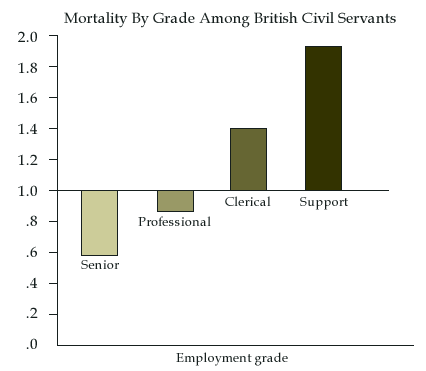 Mortality By Grade Among British Civil Servants
2.0
1.8
1.6
1.4
1.2
1.0
.8
.6
.4
.2
.0
Clerical
Support
Professional
Senior
Employment grade